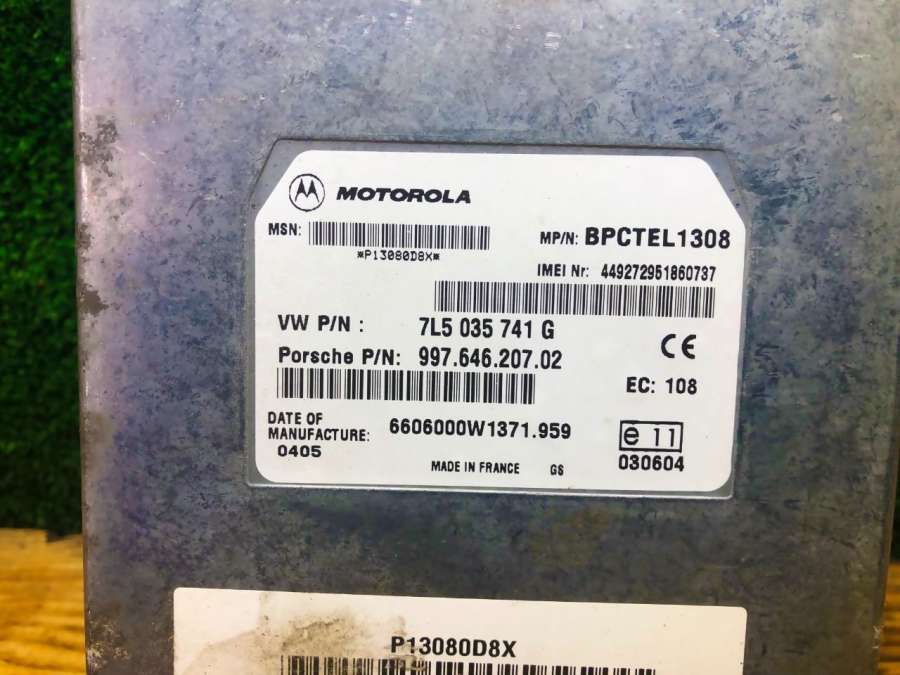 MOTOROLA
MSN:
*P13080D8X*
MP/N: BPCTEL1308
IMEI Nr: 449272951860737
VW P/N : 7L5 035 741 G
Porsche P/N: 997.646.207.02
EC: 108
DATE OF
MANUFACTURE: 6606000W1371.959
0405
e 11
030604
MADE IN FRANCE GS
P13080D8X